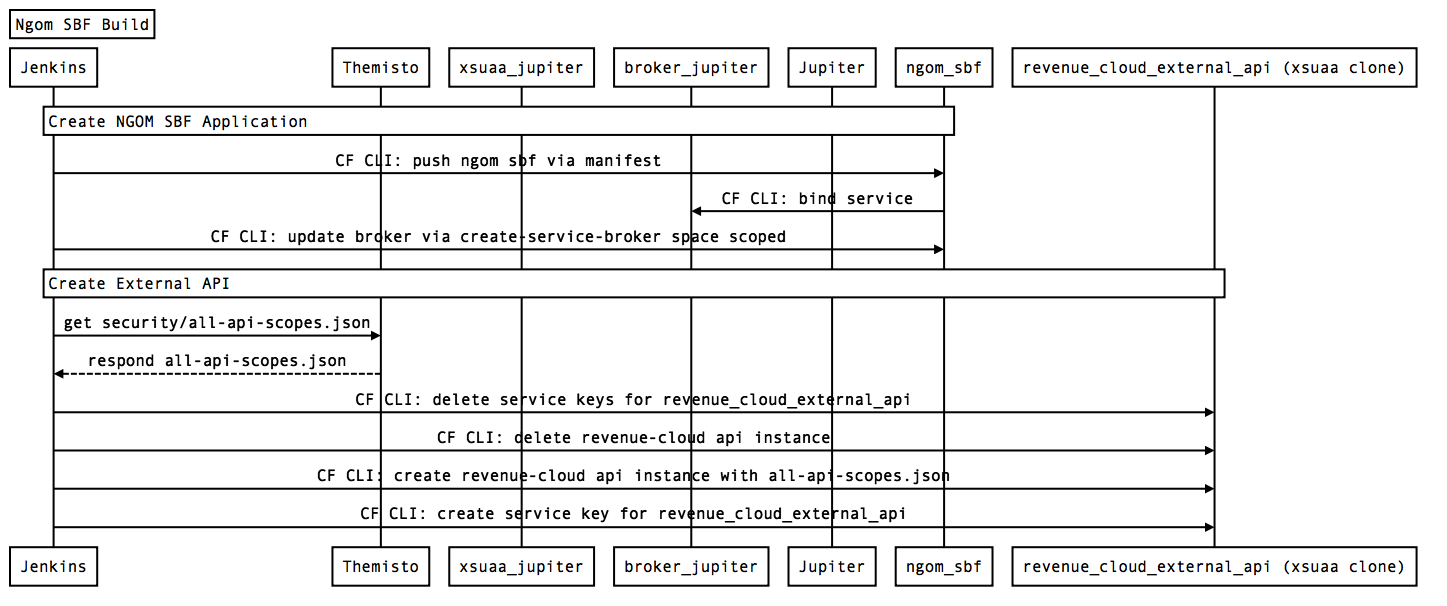 Ngom SBF Build
Jenkins Themisto xsuaa_jupiter broker_jupiter Jupiter ngom_sbf revenue_cloud_external_api (xsuaa clone)
Create NGOM SBF Application
CF CLI: push ngom sbf via manifest
CF CLI: bind service
CF CLI: update broker via create-service-broker space scoped
Create External API
get security/all-api-scopes.json
respond all-api-scopes.json
CF CLI: delete service keys for revenue_cloud_external_api
CF CLI: delete revenue-cloud api instance
CF CLI: create revenue-cloud api instance with all-api-scopes.json
CF CLI: create service key for revenue_cloud_external_api
Jenkins Themisto xsuaa_jupiter broker_jupiter Jupiter ngom_sbf revenue_cloud_external_api (xsuaa clone)